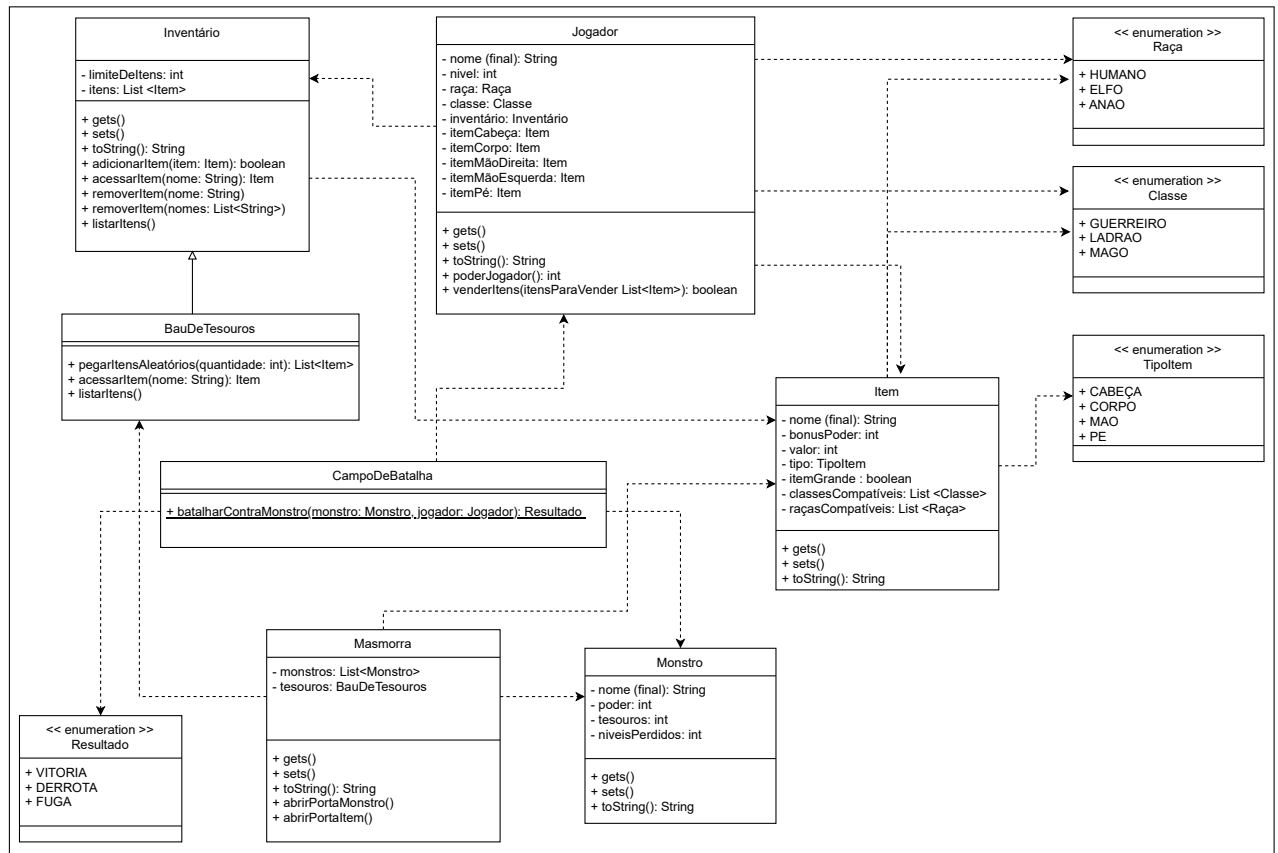 Inventário
- limiteDeItens: int
- itens: List <Item>
+ gets()
+ sets()
+ toString(): String
+ adicionarItem(item: Item): boolean
+ acessarItem(nome: String): Item
+ removerItem(nome: String)
+ removerItem(nomes: List<String>)
+ listarItens()
Jogador
- nome (final): String
- nivel: int
- raça: Raça
- classe: Classe
- inventário: Inventário
- itemCabeça: Item
- itemCorpo: Item
- itemMãoDireita: Item
- itemMãoEsquerda: Item
- itemPé: Item
+ gets()
+ sets()
+ toString(): String
+ poderJogador(): int
+ venderItens(itensParaVender List<Item>): boolean
<< enumeration >>
Raça
+ HUMANO
+ ELFO
+ ANAO
<< enumeration >>
Classe
+ GUERREIRO
+ LADRAO
+ MAGO
BauDeTesouros
+ pegarItensAleatórios(quantidade: int): List<Item>
+ acessarItem(nome: String): Item
+ listarItens()
<< enumeration >>
TipoItem
+ CABEÇA
+ CORPO
+ MAO
+ PE
Item
- nome (final): String
- bonusPoder: int
- valor: int
- tipo: TipoItem
- itemGrande : boolean
- classesCompatíveis: List <Classe>
- raçasCompatíveis: List <Raça>
+ gets()
+ sets()
+ toString(): String
CampoDeBatalha
+ batalharContraMonstro(monstro: Monstro, jogador: Jogador): Resultado
Masmorra
- monstros: List<Monstro>
- tesouros: BauDeTesouros
+ gets()
+ sets()
+ toString(): String
+ abrirPortaMonstro()
+ abrirPortaItem()
Monstro
- nome (final): String
- poder: int
- tesouros: int
- niveisPerdidos: int
+ gets()
+ sets()
+ toString(): String
<< enumeration >>
Resultado
+ VITORIA
+ DERROTA
+ FUGA